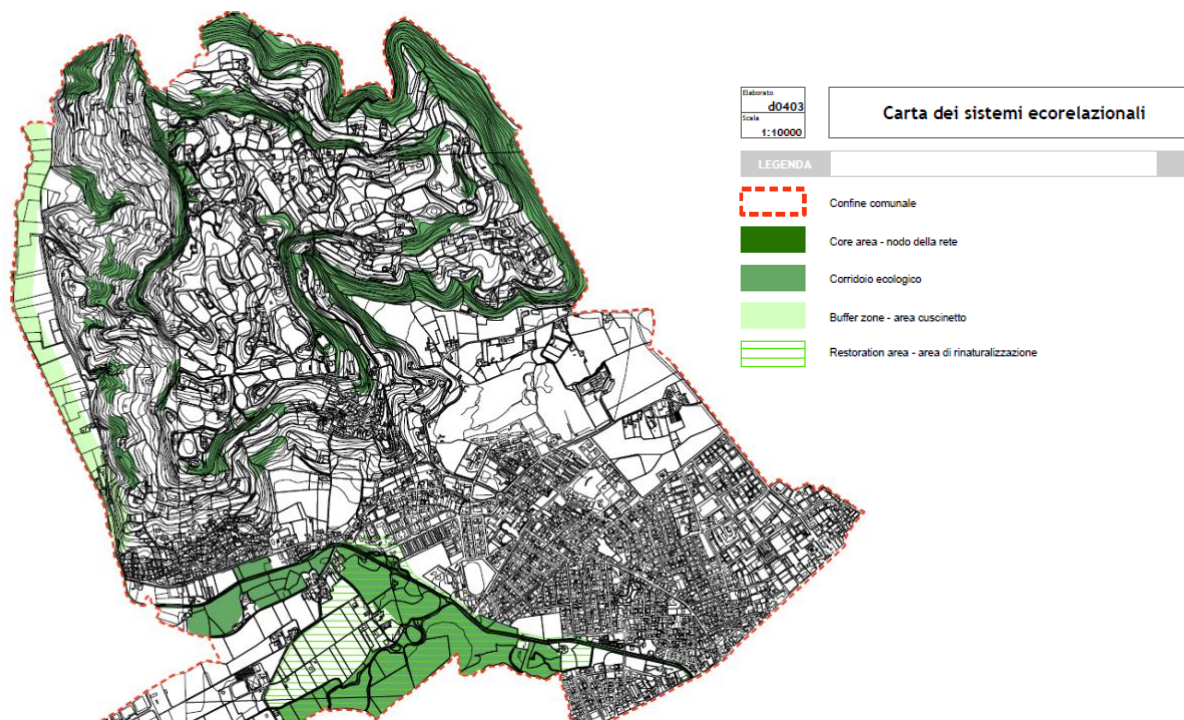 Elaborato
d0403
Scala
1:10000
Carta dei sistemi ecorelazionali
LEGENDA
Confine comunale
Core area - nodo della rete
Corridoio ecologico
Buffer zone - area cuscinetto
Restoration area - area di rinaturalizzazione